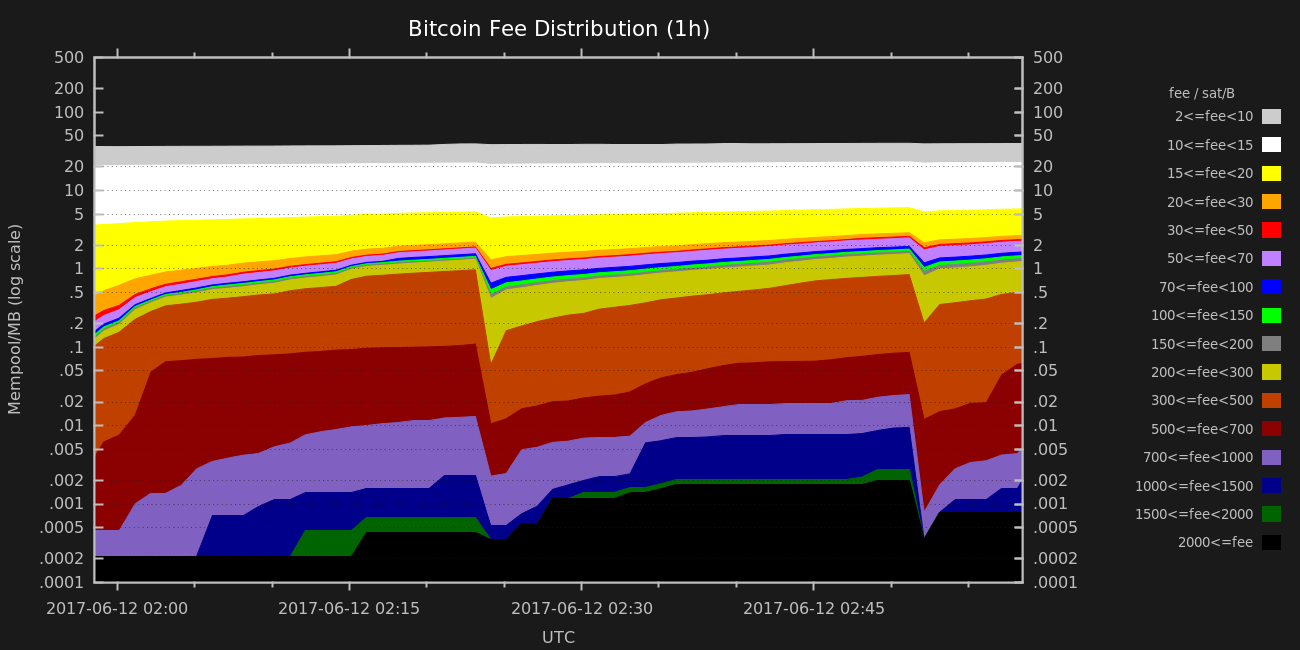 Bitcoin Fee Distribution (1h)
500
200
100
50
20
10
5
2
1
.5
.2
.1
.05
.02
.01
.005
.002
.001
.0005
.0002
.0001
Mempool/MB (log scale)
500
200
100
50
20
10
5
2
1
.5
.2
.1
.05
.02
.01
.005
.002
.001
.0005
.0002
.0001
2017-06-12 02:00
2017-06-12 02:15
2017-06-12 02:30
2017-06-12 02:45
UTC
fee / sat/B
2<=fee<10
10<=fee<15
15<=fee<20
20<=fee<30
30<=fee<50
50<=fee<70
70<=fee<100
100<=fee<150
150<=fee<200
200<=fee<300
300<=fee<500
500<=fee<700
700<=fee<1000
1000<=fee<1500
1500<=fee<2000
2000<=fee